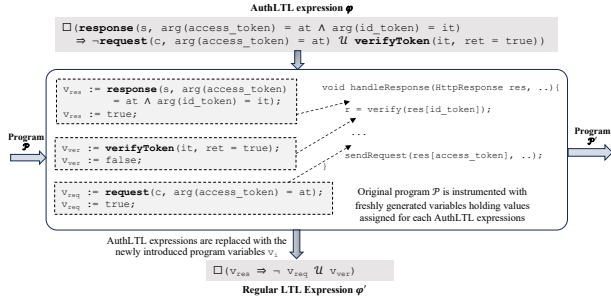 AuthLTL expression φ
□(response(s, arg(access_token) = at ∧ arg(id_token) = it)
⇒ ¬request(c, arg(access_token) = at) 𝒰 verifyToken(it, ret = true))
v_res := response(s, arg(access_token)
= at ∧ arg(id_token) = it);
v_res := true;
void handleResponse(HttpResponse res, ..){
r = verify(res[id_token]);
...
sendRequest(res[access_token], ..);
}
Program
𝒫
v_ver := verifyToken(it, ret = true);
v_ver := false;
v_req := request(c, arg(access_token) = at);
v_req := true;
Original program 𝒫 is instrumented with
freshly generated variables holding values
assigned for each AuthLTL expressions
Program
𝒫'
AuthLTL expressions are replaced with the
newly introduced program variables v_i
□(v_res ⇒ ¬ v_req 𝒰 v_ver)
Regular LTL Expression φ'